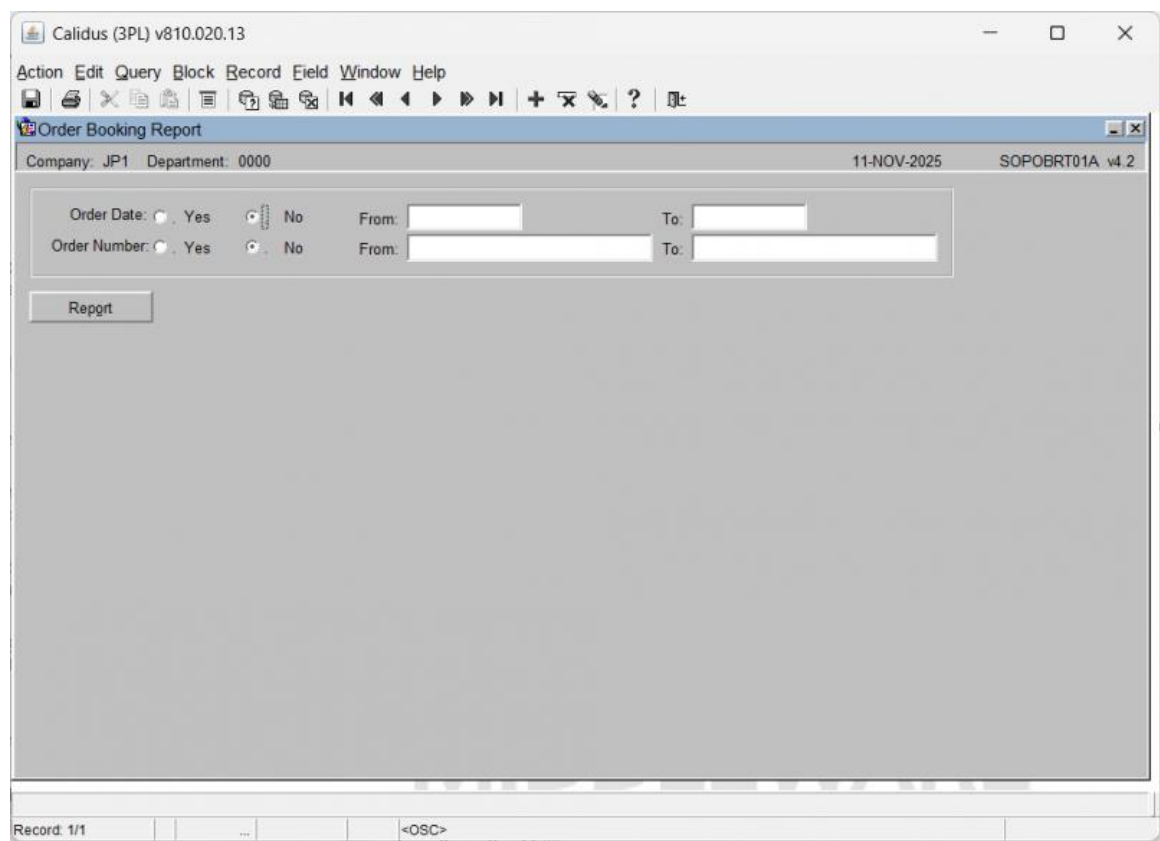 Calidus (3PL) v810.020.13
Action Edit Query Block Record Field Window Help
Order Booking Report
Company: JP1 Department: 0000 11-NOV-2025 SOPOBRT01A v4.2
Order Date: . Yes No From: To:
Order Number: . Yes . No From: To:
Report
Record: 1/1 ... <OSC>